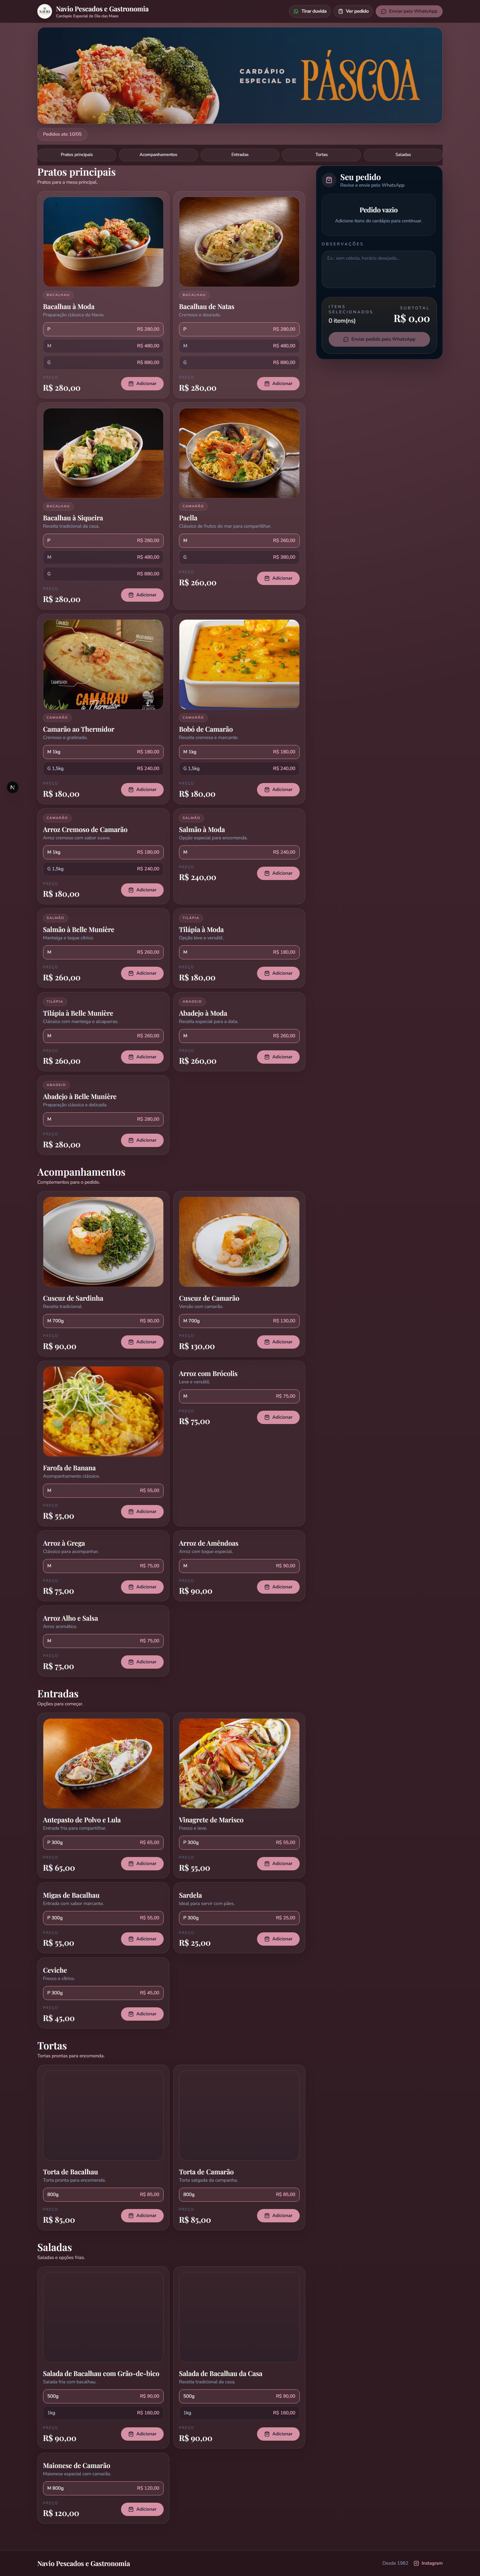 Navio Pescados e Gastronomia
Cardápio Especial de Dia das Maes
Tirar duvida
Ver pedido
Enviar pelo WhatsApp
CARDÁPIO
ESPECIAL DE
PÁSCOA
Pedidos ate 10/05
Pratos principais
Acompanhamentos
Entradas
Tortas
Saladas
Pratos principais
Pratos para a mesa principal.
BACALHAU
Bacalhau à Moda
Preparação clássica do Navio.
P R$ 280,00
M R$ 480,00
G R$ 880,00
PREÇO
R$ 280,00
Adicionar
BACALHAU
Bacalhau de Natas
Cremoso e dourado.
P R$ 280,00
M R$ 480,00
G R$ 880,00
PREÇO
R$ 280,00
Adicionar
Seu pedido
Revise e envie pelo WhatsApp
Pedido vazio
Adicione itens do cardápio para continuar.
OBSERVAÇÕES
Ex.: sem cebola, horário desejado...
ITENS
SELECIONADOS
0 item(ns)
SUBTOTAL
R$ 0,00
Enviar pedido pelo WhatsApp
BACALHAU
Bacalhau à Siqueira
Receita tradicional da casa.
P R$ 280,00
M R$ 480,00
G R$ 880,00
PREÇO
R$ 280,00
Adicionar
CAMARÃO
Paella
Clássico de frutos do mar para compartilhar.
M R$ 260,00
G R$ 380,00
PREÇO
R$ 260,00
Adicionar
CAMARÃO
ao Thermidor
CAMARÃO
Camarão ao Thermidor
Cremoso e gratinado.
M 1kg R$ 180,00
G 1,5kg R$ 240,00
PREÇO
R$ 180,00
Adicionar
CAMARÃO
Bobó de Camarão
Receita cremosa e marcante.
M 1kg R$ 180,00
G 1,5kg R$ 240,00
PREÇO
R$ 180,00
Adicionar
N
CAMARÃO
Arroz Cremoso de Camarão
Arroz cremoso com sabor suave.
M 1kg R$ 180,00
G 1,5kg R$ 240,00
PREÇO
R$ 180,00
Adicionar
SALMÃO
Salmão à Moda
Opção especial para encomenda.
M R$ 240,00
PREÇO
R$ 240,00
Adicionar
SALMÃO
Salmão à Belle Munière
Manteiga e toque cítrico.
M R$ 260,00
PREÇO
R$ 260,00
Adicionar
TILÁPIA
Tilápia à Moda
Opção leve e versátil.
M R$ 180,00
PREÇO
R$ 180,00
Adicionar
TILÁPIA
Tilápia à Belle Munière
Clássico com manteiga e alcaparras.
M R$ 260,00
PREÇO
R$ 260,00
Adicionar
ABADEJO
Abadejo à Moda
Receita especial para a data.
M R$ 260,00
PREÇO
R$ 260,00
Adicionar
ABADEJO
Abadejo à Belle Munière
Preparação clássica e delicada.
M R$ 280,00
PREÇO
R$ 280,00
Adicionar
Acompanhamentos
Complementos para o pedido.
Cuscuz de Sardinha
Receita tradicional.
M 700g R$ 90,00
PREÇO
R$ 90,00
Adicionar
Cuscuz de Camarão
Versão com camarão.
M 700g R$ 130,00
PREÇO
R$ 130,00
Adicionar
Farofa de Banana
Acompanhamento clássico.
M R$ 55,00
PREÇO
R$ 55,00
Adicionar
Arroz com Brócolis
Leve e versátil.
M R$ 75,00
PREÇO
R$ 75,00
Adicionar
Arroz à Grega
Clássico para acompanhar.
M R$ 75,00
PREÇO
R$ 75,00
Adicionar
Arroz de Amêndoas
Arroz com toque especial.
M R$ 90,00
PREÇO
R$ 90,00
Adicionar
Arroz Alho e Salsa
Arroz aromático.
M R$ 75,00
PREÇO
R$ 75,00
Adicionar
Entradas
Opções para começar.
Antepasto de Polvo e Lula
Entrada fria para compartilhar.
P 300g R$ 65,00
PREÇO
R$ 65,00
Adicionar
Vinagrete de Marisco
Fresco e leve.
P 300g R$ 55,00
PREÇO
R$ 55,00
Adicionar
Migas de Bacalhau
Entrada com sabor marcante.
P 300g R$ 55,00
PREÇO
R$ 55,00
Adicionar
Sardela
Ideal para servir com pães.
P 300g R$ 25,00
PREÇO
R$ 25,00
Adicionar
Ceviche
Fresco e cítrico.
P 300g R$ 45,00
PREÇO
R$ 45,00
Adicionar
Tortas
Tortas prontas para encomenda.
Torta de Bacalhau
Torta pronta para encomenda.
800g R$ 85,00
PREÇO
R$ 85,00
Adicionar
Torta de Camarão
Torta salgada da campanha.
800g R$ 85,00
PREÇO
R$ 85,00
Adicionar
Saladas
Saladas e opções frias.
Salada de Bacalhau com Grão-de-bico
Salada fria com bacalhau.
500g R$ 90,00
1kg R$ 160,00
PREÇO
R$ 90,00
Adicionar
Salada de Bacalhau da Casa
Receita tradicional da casa.
500g R$ 90,00
1kg R$ 160,00
PREÇO
R$ 90,00
Adicionar
Maionese de Camarão
Maionese especial com camarão.
M 800g R$ 120,00
PREÇO
R$ 120,00
Adicionar
Navio Pescados e Gastronomia
Desde 1982
Instagram